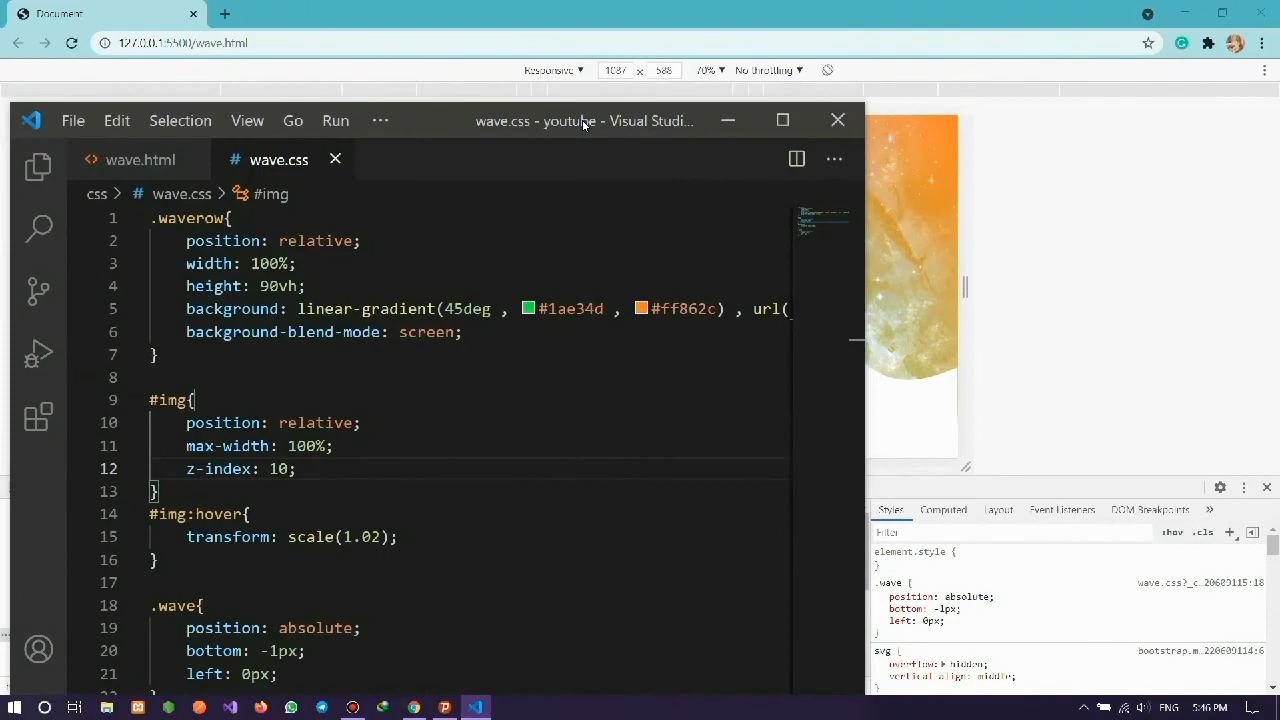 Document
127.0.0.1:5500/wave.html
Responsive 1087 × 588 70% No throttling
File Edit Selection View Go Run ··· wave.css - youtube - Visual Studi...
wave.html # wave.css
css > # wave.css > #img
1 .waverow{
2 position: relative;
3 width: 100%;
4 height: 90vh;
5 background: linear-gradient(45deg , #1ae34d , #ff862c) , url(
6 background-blend-mode: screen;
7 }
8
9 #img{
10 position: relative;
11 max-width: 100%;
12 z-index: 10;
13 }
14 #img:hover{
15 transform: scale(1.02);
16 }
17
18 .wave{
19 position: absolute;
20 bottom: -1px;
21 left: 0px;
Styles Computed Layout Event Listeners DOM Breakpoints »
Filter :hov .cls +
element.style {
}
.wave { wave.css?_c…20609115:18
position: absolute;
bottom: -1px;
left: 0px;
}
svg { bootstrap.m…220609114:6
overflow: hidden;
vertical-align: middle;
ENG 5:46 PM